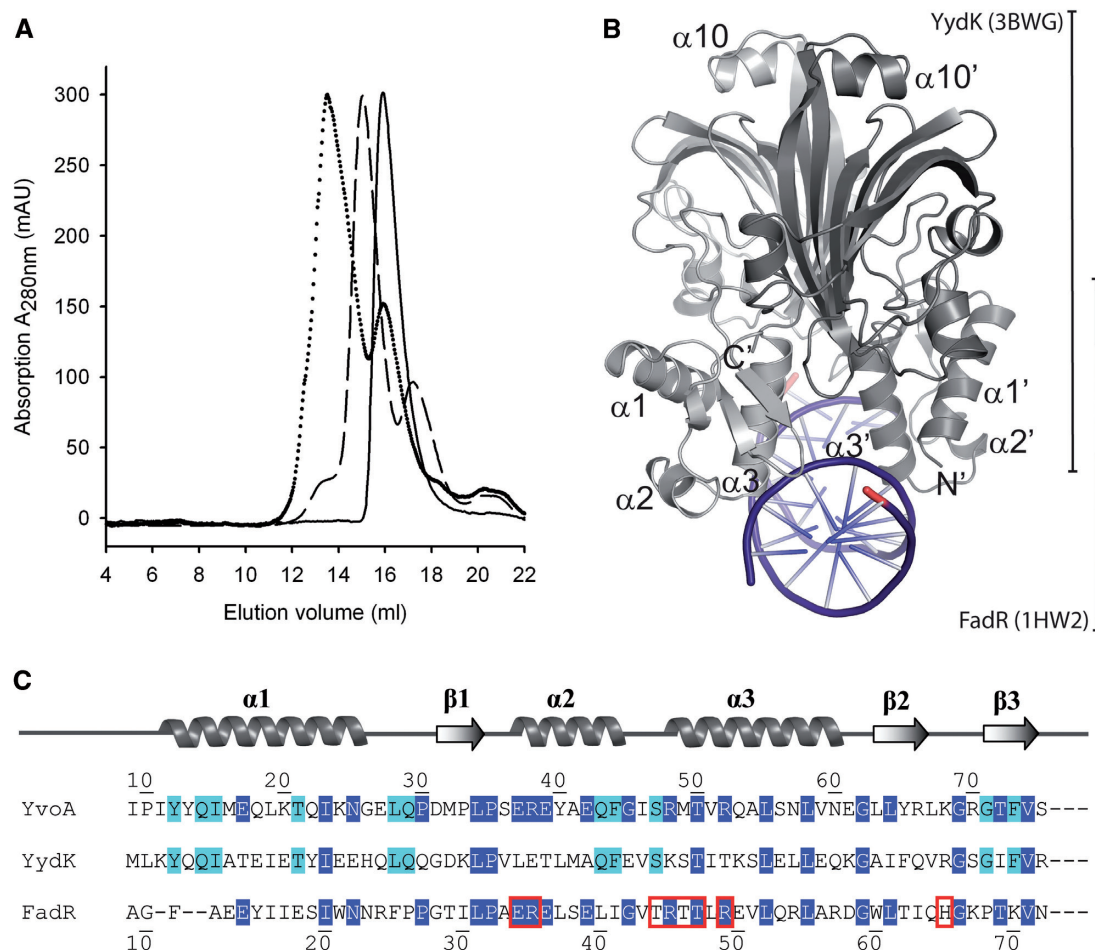 A
B
300
250
200
150
100
50
0
Absorption A280nm (mAU)
4 6 8 10 12 14 16 18 20 22
Elution volume (ml)
YydK (3BWG)
α10
α10'
C'
α1
α1'
α2
α3
α3'
α2'
N'
FadR (1HW2)
C
α1 β1 α2 α3 β2 β3
10 20 30 40 50 60 70
YvoA IPIYYQIMEQLKTQIKNGELQPDMPLPSEREYAEQFGISRMTVRQALSNLVNEGLLYRLKGRGTFVS---
YydK MLKYQQIATEIETYIEEHQLQQGDKLPVLETLMAQFEVSKSTITKSLELLEQKGAIFQVRGSGIFVR---
FadR AG-F--AEEYIIESIWNNRFPPGTILPAERELSELIGVTRTTLREVLQRLARDGWLTIQHGKPTKVN---
10 20 30 40 50 60 70